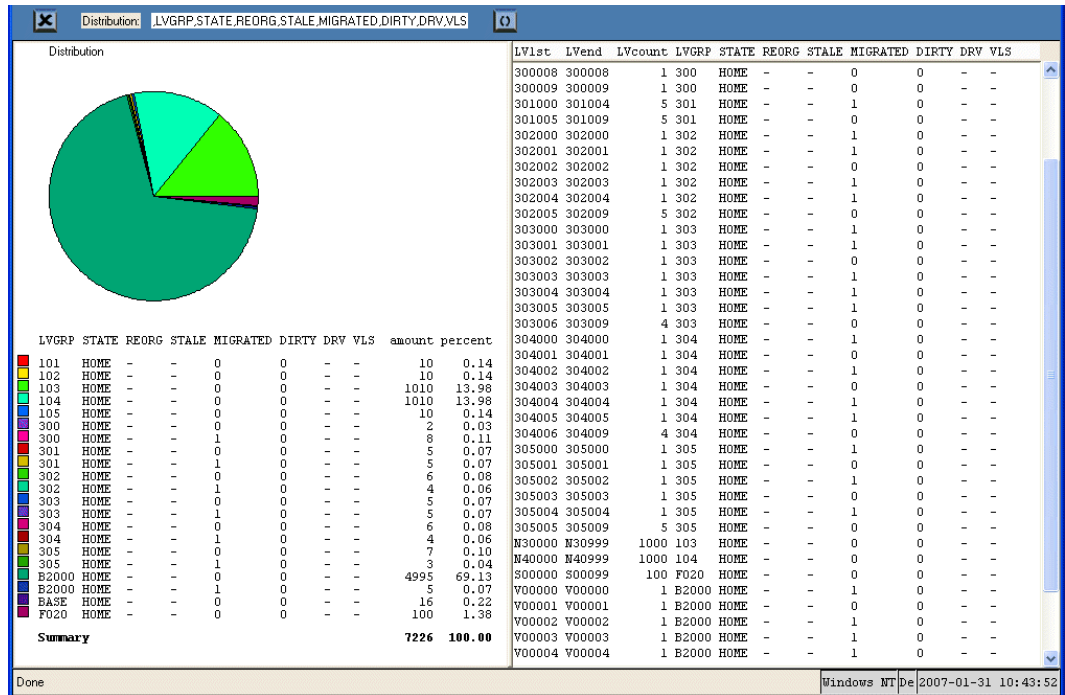 Distribution: ,LVGRP,STATE,REORG,STALE,MIGRATED,DIRTY,DRV,VLS
Distribution
LVGRP STATE REORG STALE MIGRATED DIRTY DRV VLS amount percent
101 HOME - - 0 0 - - 10 0.14
102 HOME - - 0 0 - - 10 0.14
103 HOME - - 0 0 - - 1010 13.98
104 HOME - - 0 0 - - 1010 13.98
105 HOME - - 0 0 - - 10 0.14
300 HOME - - 0 0 - - 2 0.03
300 HOME - - 1 0 - - 8 0.11
301 HOME - - 0 0 - - 5 0.07
301 HOME - - 1 0 - - 5 0.07
302 HOME - - 0 0 - - 6 0.08
302 HOME - - 1 0 - - 4 0.06
303 HOME - - 0 0 - - 5 0.07
303 HOME - - 1 0 - - 5 0.07
304 HOME - - 0 0 - - 6 0.08
304 HOME - - 1 0 - - 4 0.06
305 HOME - - 0 0 - - 7 0.10
305 HOME - - 1 0 - - 3 0.04
B2000 HOME - - 0 0 - - 4995 69.13
B2000 HOME - - 1 0 - - 5 0.07
BASE HOME - - 0 0 - - 16 0.22
F020 HOME - - 0 0 - - 100 1.38
Summary 7226 100.00
LV1st LVend LVcount LVGRP STATE REORG STALE MIGRATED DIRTY DRV VLS
300008 300008 1 300 HOME - - 0 0 - -
300009 300009 1 300 HOME - - 0 0 - -
301000 301004 5 301 HOME - - 1 0 - -
301005 301009 5 301 HOME - - 0 0 - -
302000 302000 1 302 HOME - - 1 0 - -
302001 302001 1 302 HOME - - 1 0 - -
302002 302002 1 302 HOME - - 0 0 - -
302003 302003 1 302 HOME - - 1 0 - -
302004 302004 1 302 HOME - - 1 0 - -
302005 302009 5 302 HOME - - 0 0 - -
303000 303000 1 303 HOME - - 1 0 - -
303001 303001 1 303 HOME - - 1 0 - -
303002 303002 1 303 HOME - - 0 0 - -
303003 303003 1 303 HOME - - 1 0 - -
303004 303004 1 303 HOME - - 1 0 - -
303005 303005 1 303 HOME - - 1 0 - -
303006 303009 4 303 HOME - - 0 0 - -
304000 304000 1 304 HOME - - 1 0 - -
304001 304001 1 304 HOME - - 0 0 - -
304002 304002 1 304 HOME - - 1 0 - -
304003 304003 1 304 HOME - - 0 0 - -
304004 304004 1 304 HOME - - 1 0 - -
304005 304005 1 304 HOME - - 1 0 - -
304006 304009 4 304 HOME - - 0 0 - -
305000 305000 1 305 HOME - - 1 0 - -
305001 305001 1 305 HOME - - 0 0 - -
305002 305002 1 305 HOME - - 1 0 - -
305003 305003 1 305 HOME - - 0 0 - -
305004 305004 1 305 HOME - - 1 0 - -
305005 305009 5 305 HOME - - 0 0 - -
N30000 N30999 1000 103 HOME - - 0 0 - -
N40000 N40999 1000 104 HOME - - 0 0 - -
S00000 S00099 100 F020 HOME - - 0 0 - -
V00000 V00000 1 B2000 HOME - - 1 0 - -
V00001 V00001 1 B2000 HOME - - 0 0 - -
V00002 V00002 1 B2000 HOME - - 1 0 - -
V00003 V00003 1 B2000 HOME - - 1 0 - -
V00004 V00004 1 B2000 HOME - - 1 0 - -
Done Windows NT De 2007-01-31 10:43:52